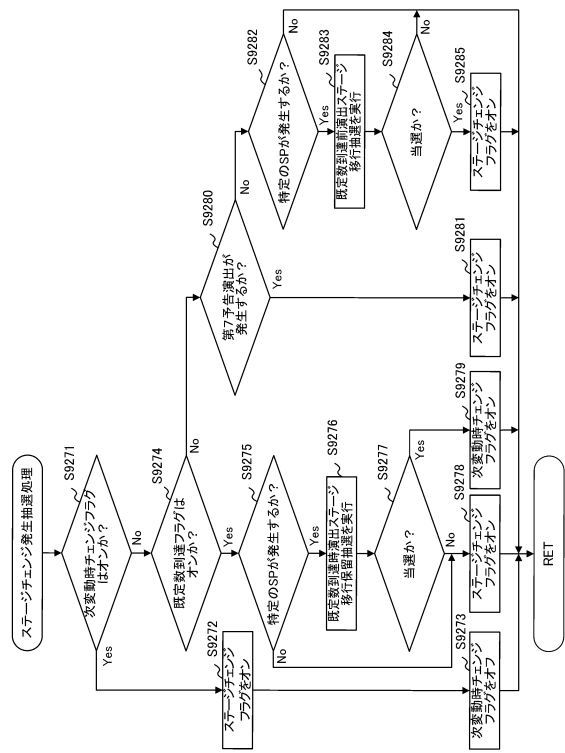 ステージチェンジ発生抽選処理
S9271
次変動時チェンジフラグ
はオンか？
Yes
No
S9272
ステージチェンジ
フラグをオン
S9273
次変動時チェンジ
フラグをオフ
S9274
既定数到達フラグは
オンか？
Yes
No
S9275
特定のSPが発生するか？
No
Yes
S9276
既定数到達時演出ステージ
移行保留抽選を実行
S9277
当選か？
Yes
No
S9278
ステージチェンジ
フラグをオン
S9279
次変動時チェンジ
フラグをオン
S9280
第7予告演出が
発生するか？
No
Yes
S9281
ステージチェンジ
フラグをオン
S9282
特定のSPが発生するか？
No
Yes
S9283
既定数到達前演出ステージ
移行抽選を実行
S9284
当選か？
No
Yes
S9285
ステージチェンジ
フラグをオン
RET